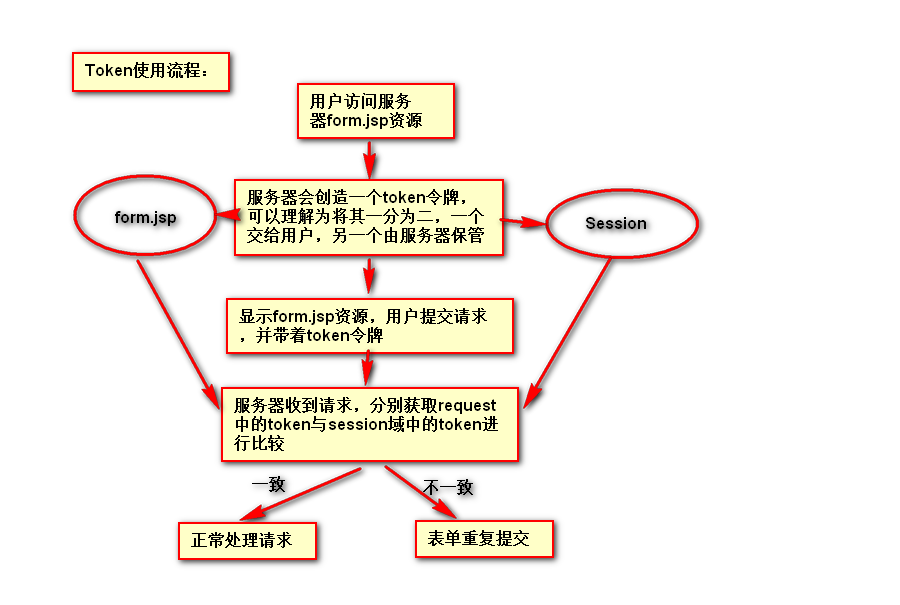 Token使用流程：
用户访问服务
器form.jsp资源
服务器会创造一个token令牌，
可以理解为将其一分为二，一个
交给用户，另一个由服务器保管
form.jsp
Session
显示form.jsp资源，用户提交请求
，并带着token令牌
服务器收到请求，分别获取request
中的token与session域中的token进
行比较
一致
不一致
正常处理请求
表单重复提交